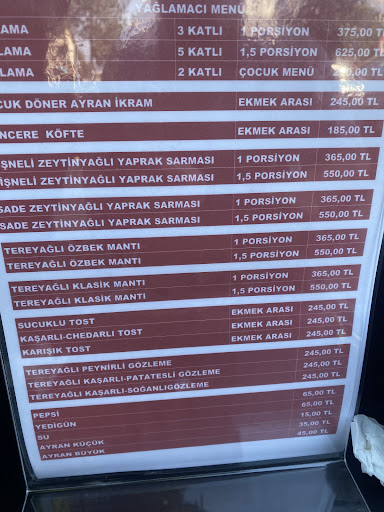 YAĞLAMACI MENÜ
LAMA 3 KATLI 1 PORSİYON 375,00 TL
LAMA 5 KATLI 1,5 PORSİYON 625,00 TL
LAMA 2 KATLI ÇOCUK MENÜ 00 TL
CUK DÖNER AYRAN İKRAM EKMEK ARASI 245,00 TL
NCERE KÖFTE EKMEK ARASI 185,00 TL
İŞNELİ ZEYTİNYAĞLI YAPRAK SARMASI 1 PORSİYON 365,00 TL
İŞNELİ ZEYTİNYAĞLI YAPRAK SARMASI 1,5 PORSİYON 550,00 TL
SADE ZEYTİNYAĞLI YAPRAK SARMASI 1 PORSİYON 365,00 TL
SADE ZEYTİNYAĞLI YAPRAK SARMASI 1,5 PORSİYON 550,00 TL
TEREYAĞLI ÖZBEK MANTI 1 PORSİYON 365,00 TL
TEREYAĞLI ÖZBEK MANTI 1,5 PORSİYON 550,00 TL
TEREYAĞLI KLASİK MANTI 1 PORSİYON 365,00 TL
TEREYAĞLI KLASİK MANTI 1,5 PORSİYON 550,00 TL
SUCUKLU TOST EKMEK ARASI 245,00 TL
KAŞARLI-CHEDARLI TOST EKMEK ARASI 245,00 TL
KARIŞIK TOST EKMEK ARASI 245,00 TL
TEREYAĞLI PEYNİRLİ GÖZLEME 245,00 TL
TEREYAĞLI KAŞARLI-PATATESLİ GÖZLEME 245,00 TL
TEREYAĞLI KAŞARLI-SOĞANLIGÖZLEME 245,00 TL
PEPSİ 65,00 TL
YEDİGÜN 65,00 TL
SU 15,00 TL
AYRAN KÜÇÜK 35,00 TL
AYRAN BÜYÜK 45,00 TL